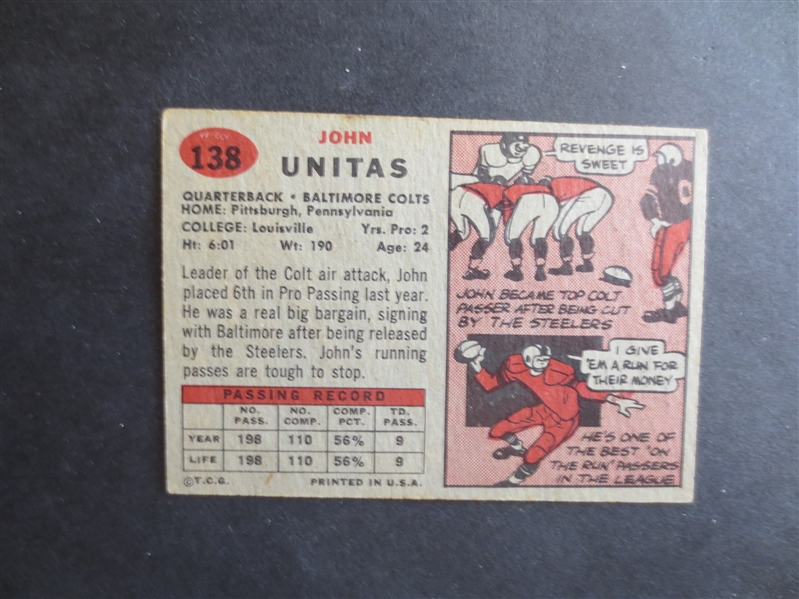 138
JOHN
UNITAS
QUARTERBACK • BALTIMORE COLTS
HOME: Pittsburgh, Pennsylvania
COLLEGE: Louisville Yrs. Pro: 2
Ht: 6:01 Wt: 190 Age: 24
Leader of the Colt air attack, John
placed 6th in Pro Passing last year.
He was a real big bargain, signing
with Baltimore after being released
by the Steelers. John's running
passes are tough to stop.
PASSING RECORD
NO. PASS. NO. COMP. COMP. PCT. TD. PASS.
YEAR 198 110 56% 9
LIFE 198 110 56% 9
©T.C.G. PRINTED IN U.S.A.
REVENGE IS
SWEET
JOHN BECAME TOP COLT
PASSER AFTER BEING CUT
BY THE STEELERS
I GIVE
'EM A RUN FOR
THEIR MONEY
HE'S ONE OF THE
BEST "ON
THE RUN" PASSERS
IN THE LEAGUE